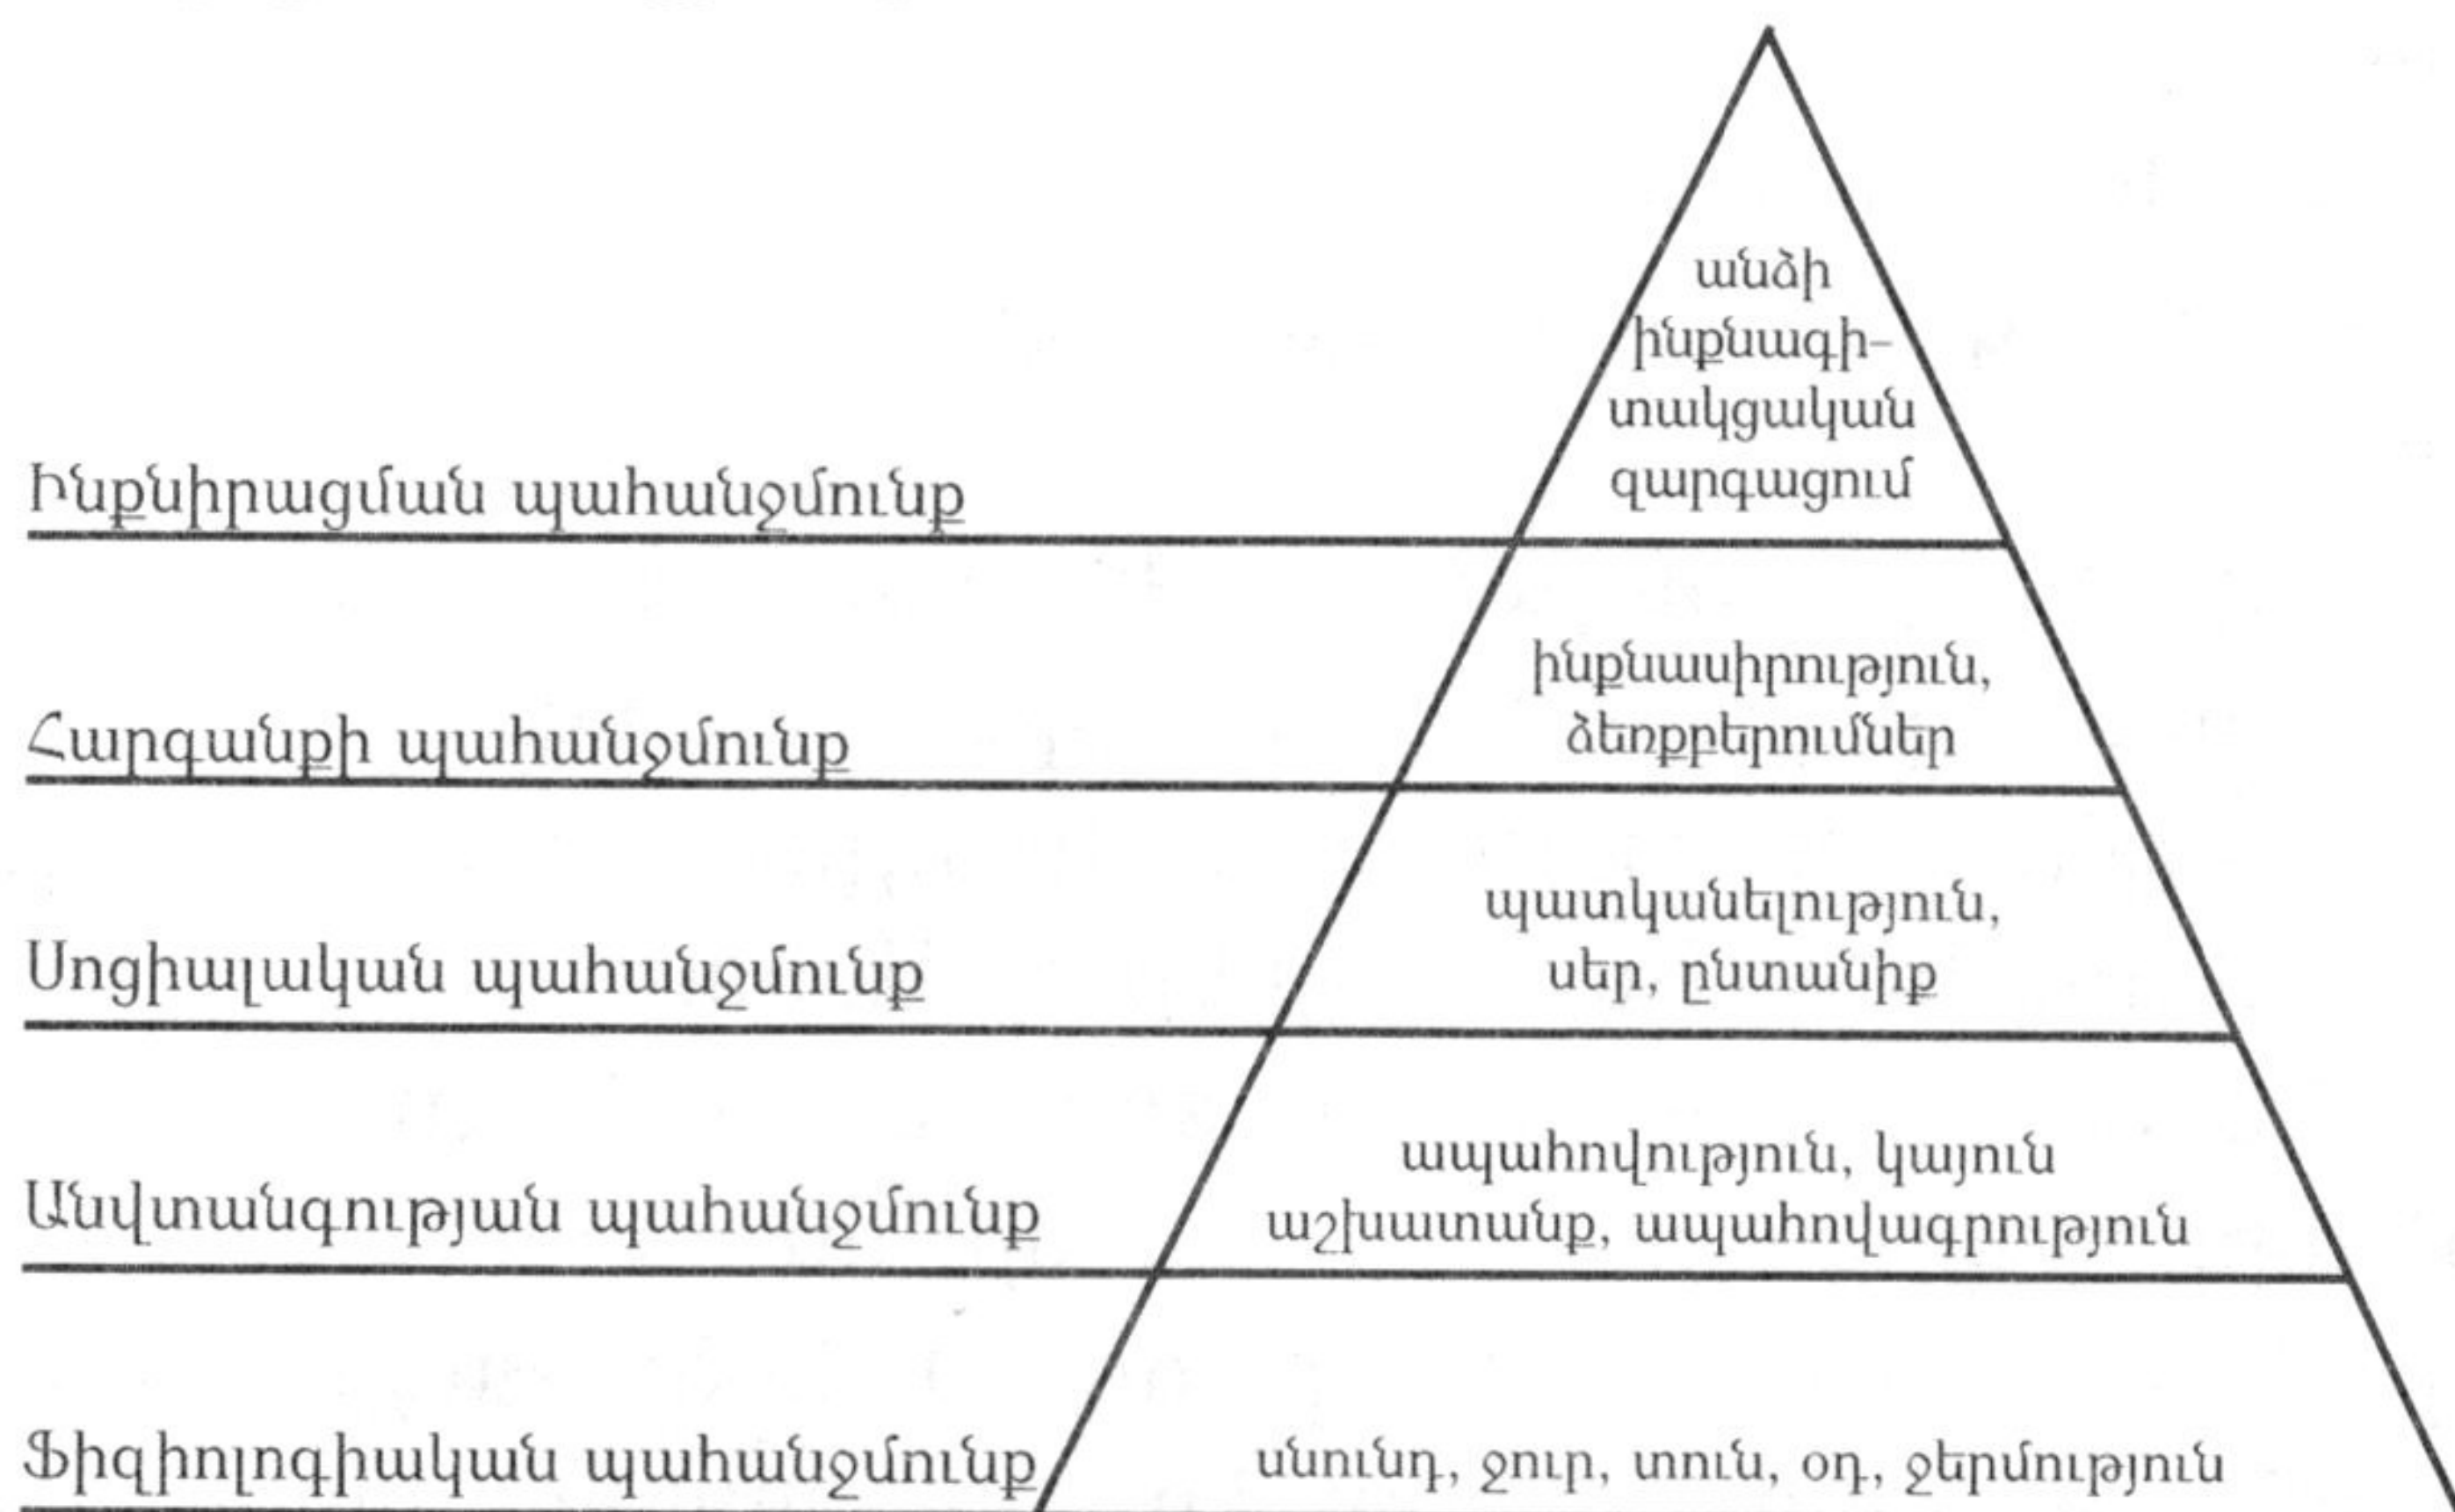 անձի
ինքնագի-
տակցական
զարգացում
Ինքնիրացման պահանջմունք
ինքնասիրություն,
ձեռքբերումներ
Հարգանքի պահանջմունք
պատկանելություն,
սեր, ընտանիք
Սոցիալական պահանջմունք
ապահովություն, կայուն
աշխատանք, ապահովագրություն
Անվտանգության պահանջմունք
Ֆիզիոլոգիական պահանջմունք
սնունդ, ջուր, տուն, օդ, ջերմություն